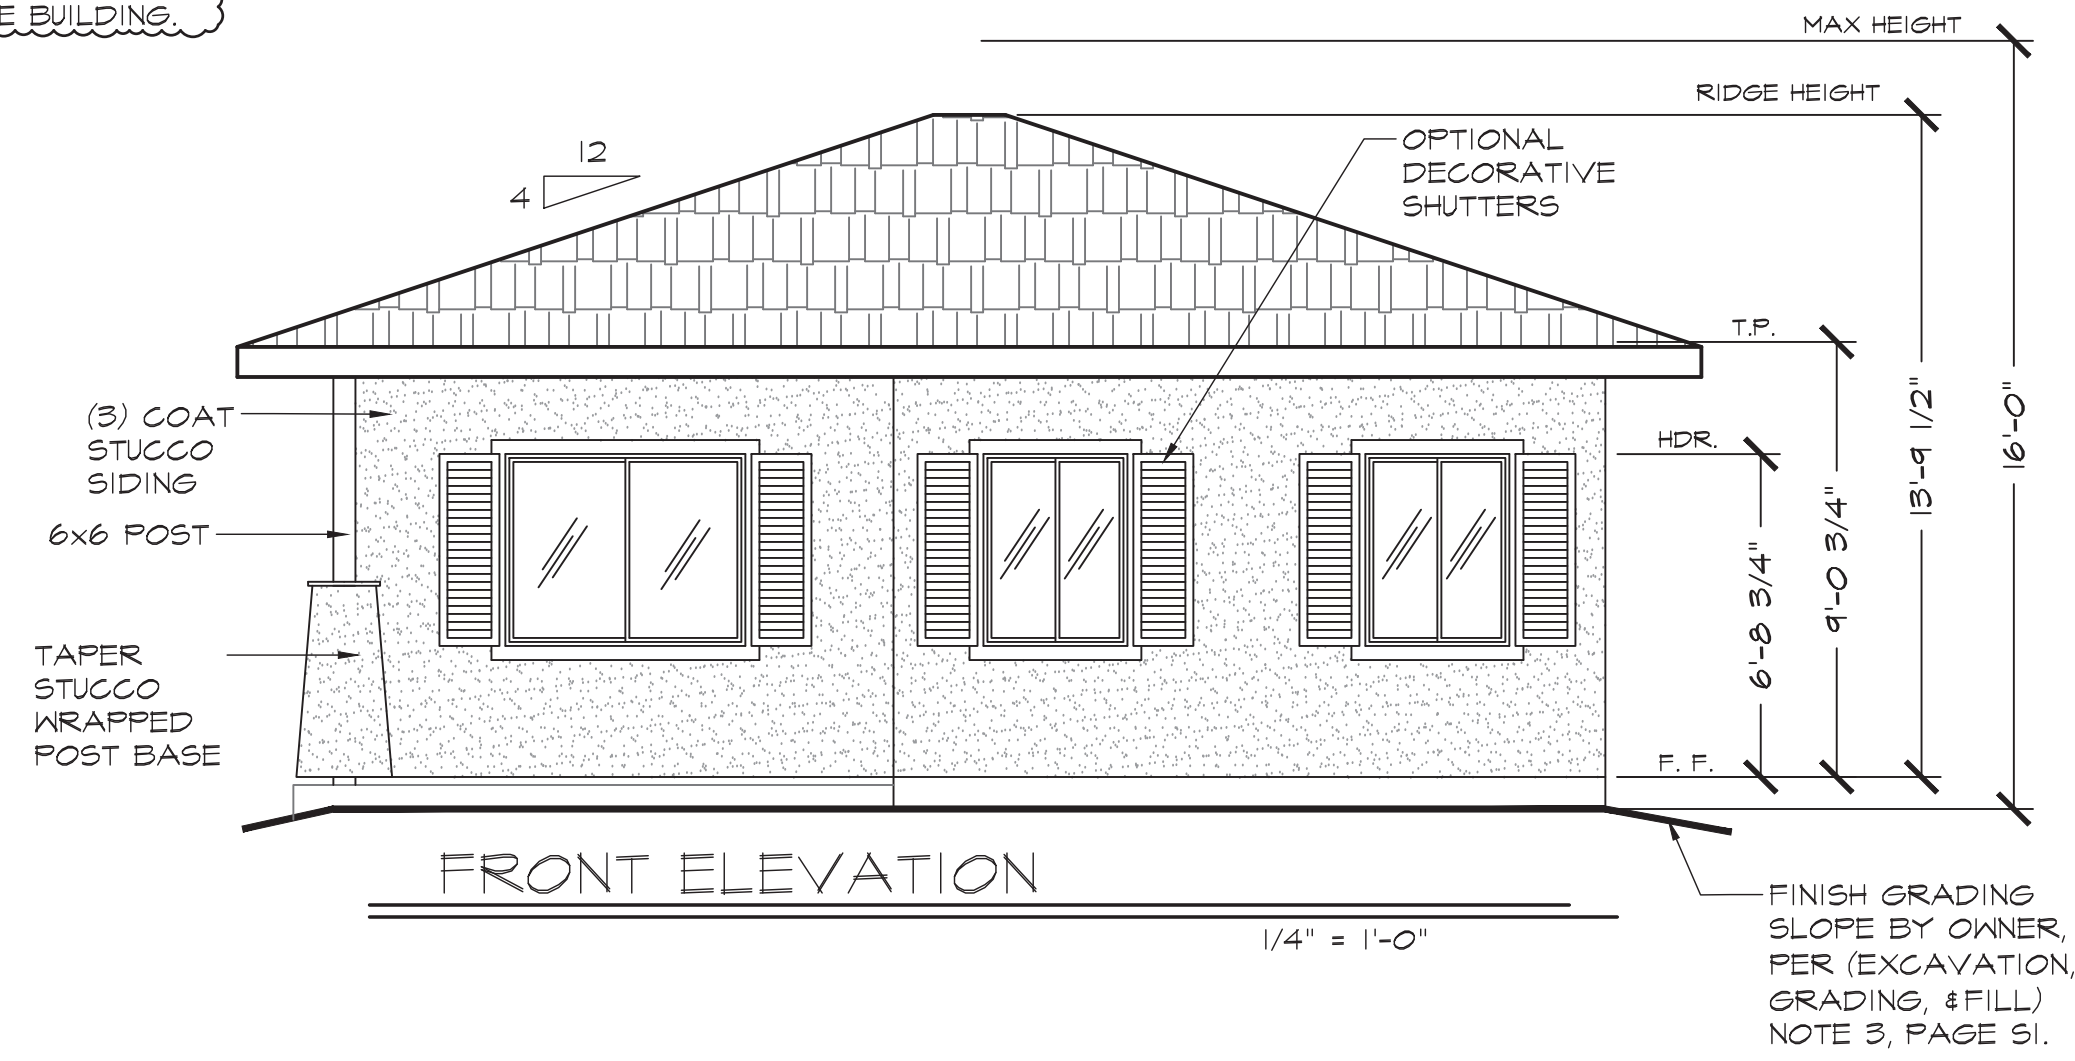 E BUILDING.
MAX HEIGHT
RIDGE HEIGHT
12
4
OPTIONAL
DECORATIVE
SHUTTERS
T.P.
HDR.
F. F.
6'-8 3/4"
9'-0 3/4"
13'-9 1/2"
16'-0"
(3) COAT
STUCCO
SIDING
6x6 POST
TAPER
STUCCO
WRAPPED
POST BASE
FRONT ELEVATION
1/4" = 1'-0"
FINISH GRADING
SLOPE BY OWNER,
PER (EXCAVATION,
GRADING, &FILL)
NOTE 3, PAGE S1.